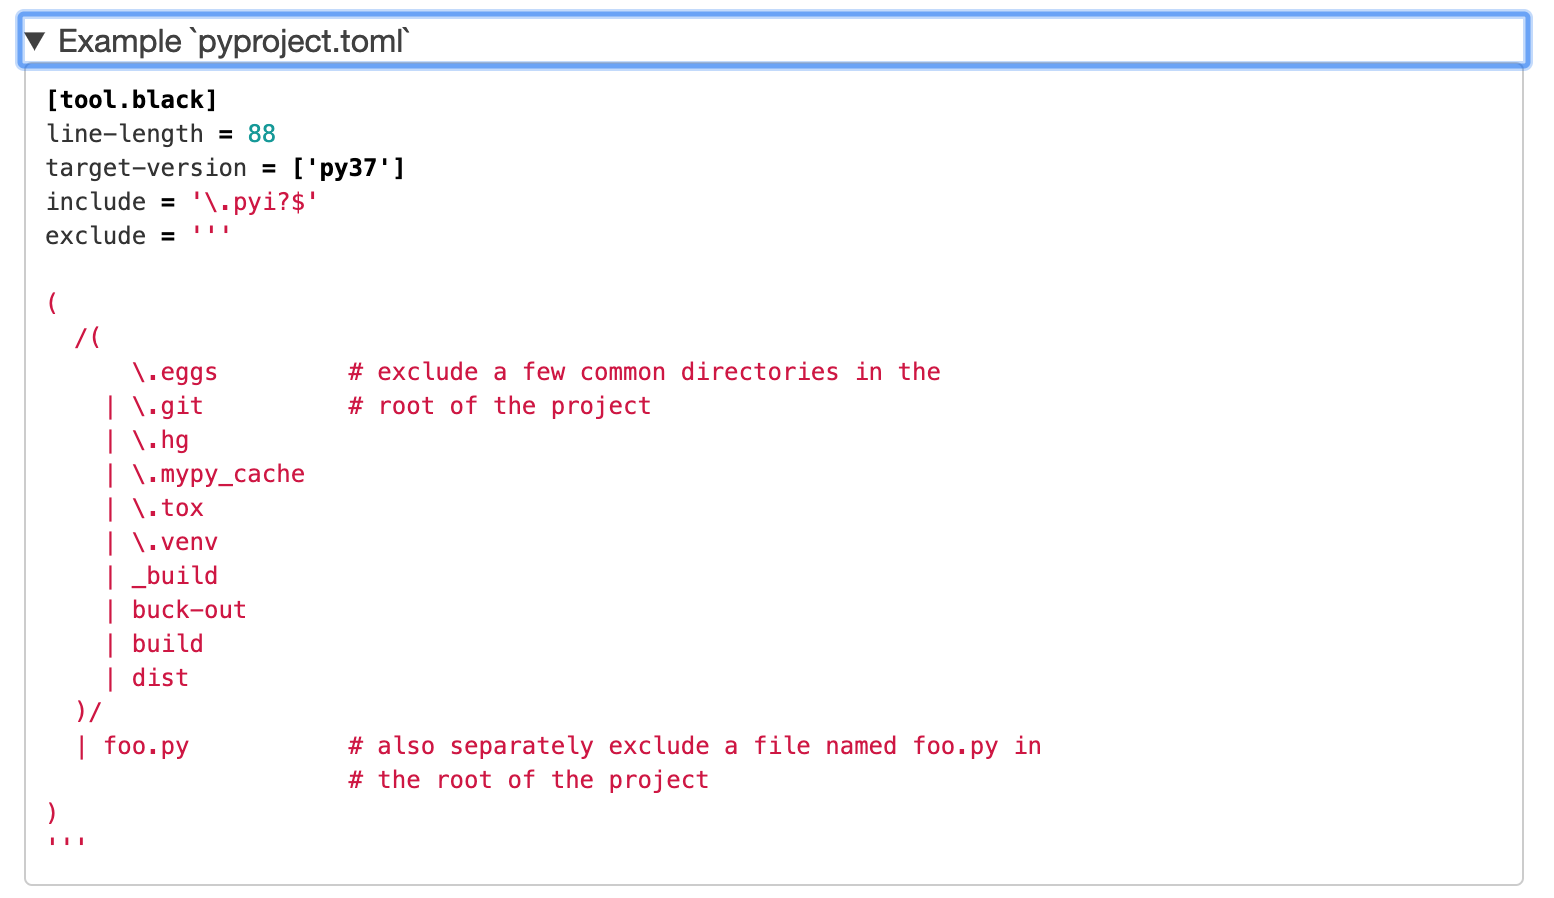 ▼ Example `pyproject.toml`
[tool.black]
line-length = 88
target-version = ['py37']
include = '\.pyi?$'
exclude = '''

(
  /(
      \.eggs         # exclude a few common directories in the
    | \.git          # root of the project
    | \.hg
    | \.mypy_cache
    | \.tox
    | \.venv
    | _build
    | buck-out
    | build
    | dist
  )/
  | foo.py           # also separately exclude a file named foo.py in
                     # the root of the project
)
'''